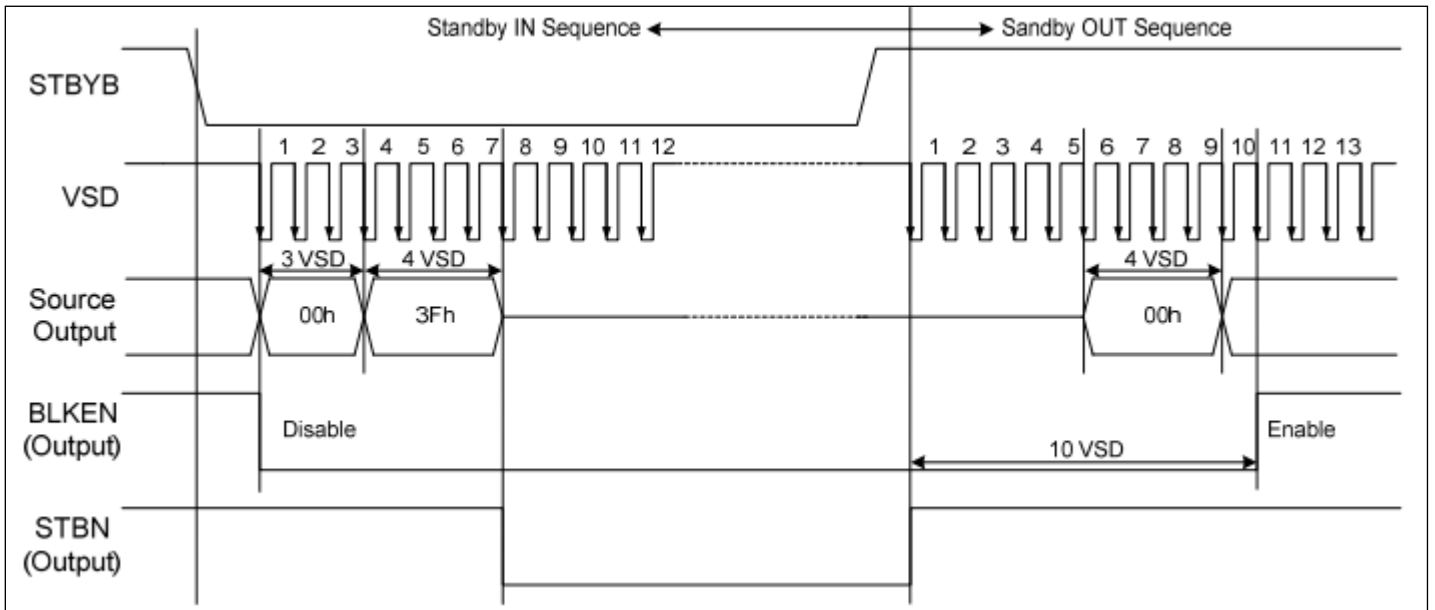 Standby IN Sequence Sandby OUT Sequence
STBYB
1 2 3 4 5 6 7 8 9 10 11 12 1 2 3 4 5 6 7 8 9 10 11 12 13
VSD
3 VSD 4 VSD 4 VSD
Source
Output
00h 3Fh 00h
BLKEN
(Output)
Disable Enable
10 VSD
STBN
(Output)